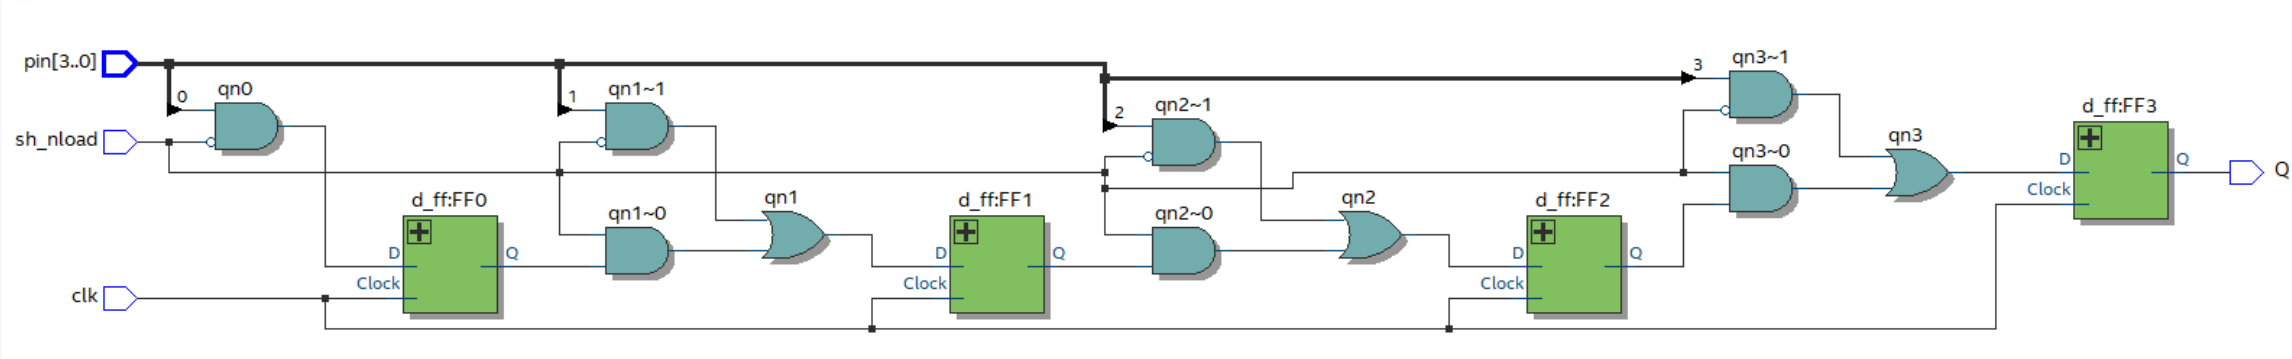 pin[3..0]
0
qn0
sh_nload
clk
D
Clock
d_ff:FF0
Q
1
qn1~1
qn1~0
qn1
D
Clock
d_ff:FF1
Q
2
qn2~1
qn2~0
qn2
D
Clock
d_ff:FF2
Q
3
qn3~1
qn3~0
qn3
D
Clock
d_ff:FF3
Q
Q